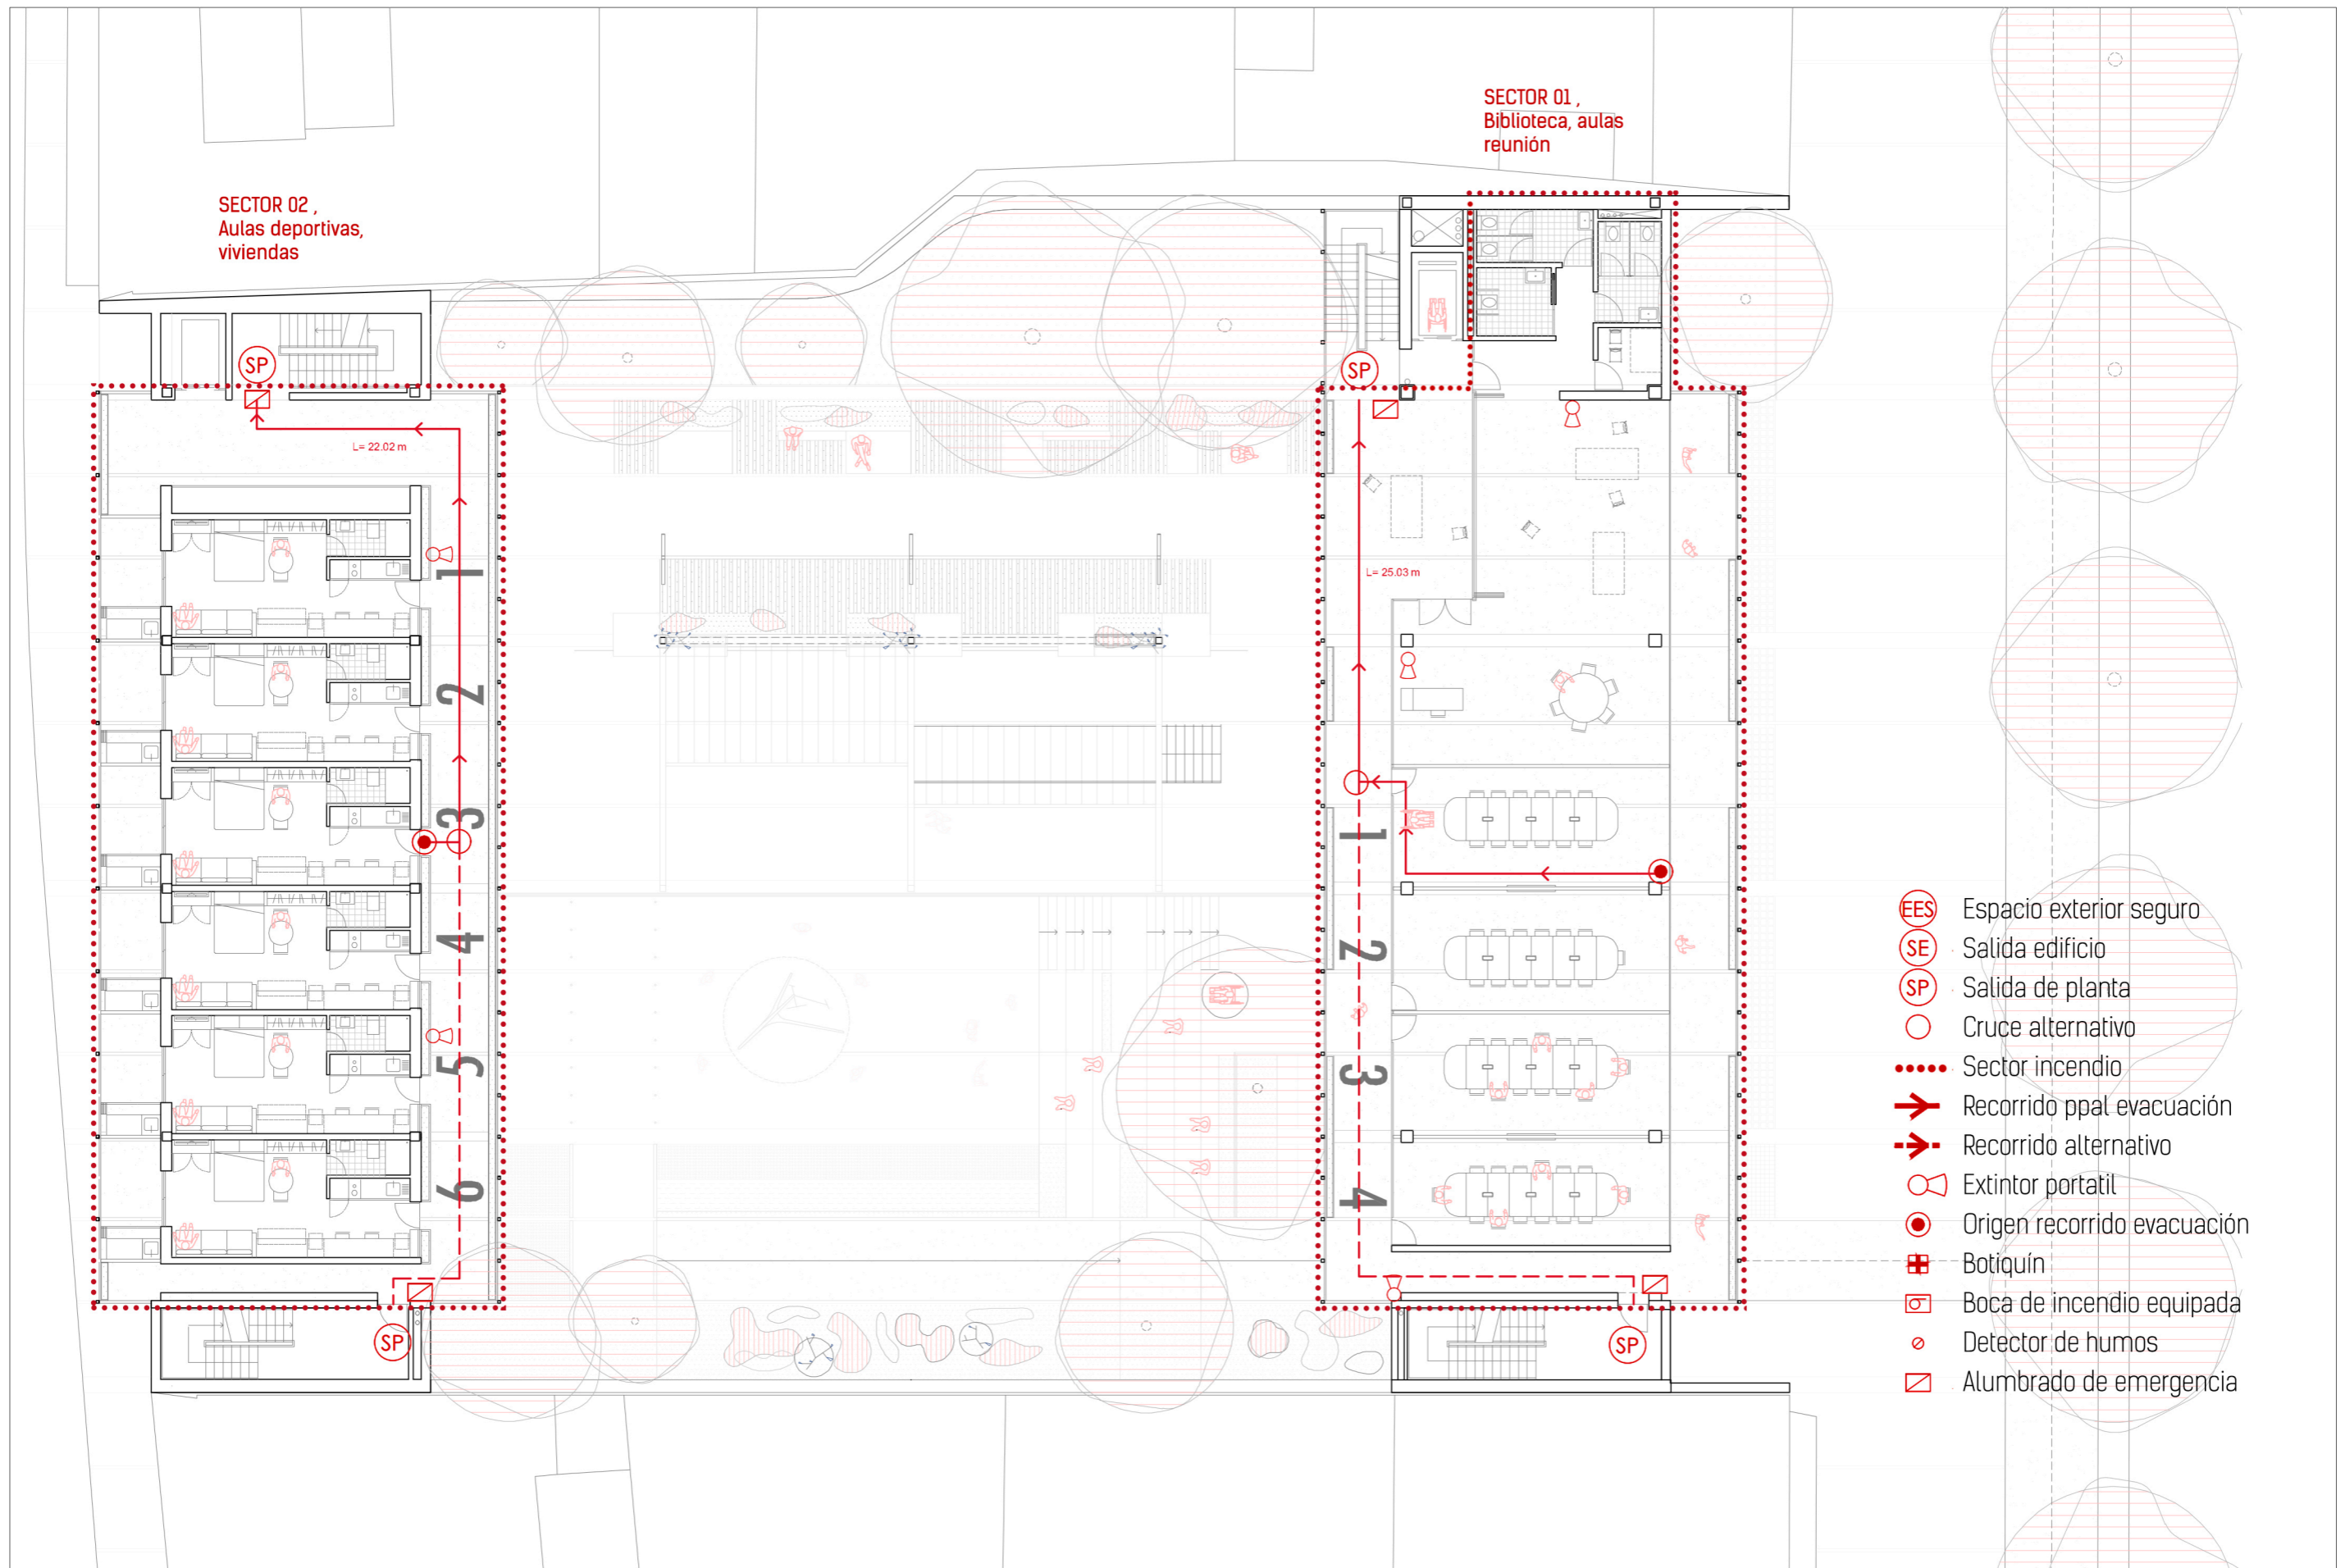 SECTOR 01 ,
Biblioteca, aulas
reunión
SECTOR 02 ,
Aulas deportivas,
viviendas
SP
SP
L= 22.02 m
L= 25.03 m
1
2
3
4
5
6
1
2
3
4
SP
SP
EES Espacio exterior seguro
SE Salida edificio
SP Salida de planta
Cruce alternativo
Sector incendio
Recorrido ppal evacuación
Recorrido alternativo
Extintor portatil
Origen recorrido evacuación
Botiquín
Boca de incendio equipada
Detector de humos
Alumbrado de emergencia